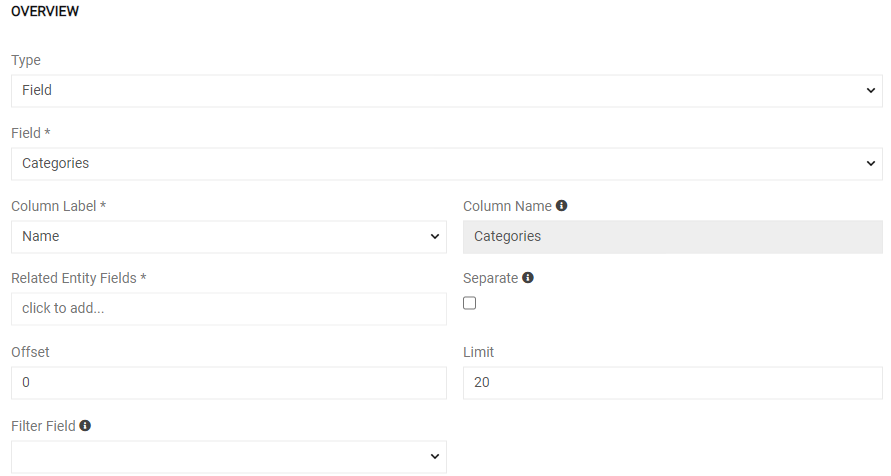 OVERVIEW
Type
Field
Field *
Categories
Column Label *
Column Name
Name
Categories
Related Entity Fields *
Separate
click to add...
Offset
Limit
0
20
Filter Field